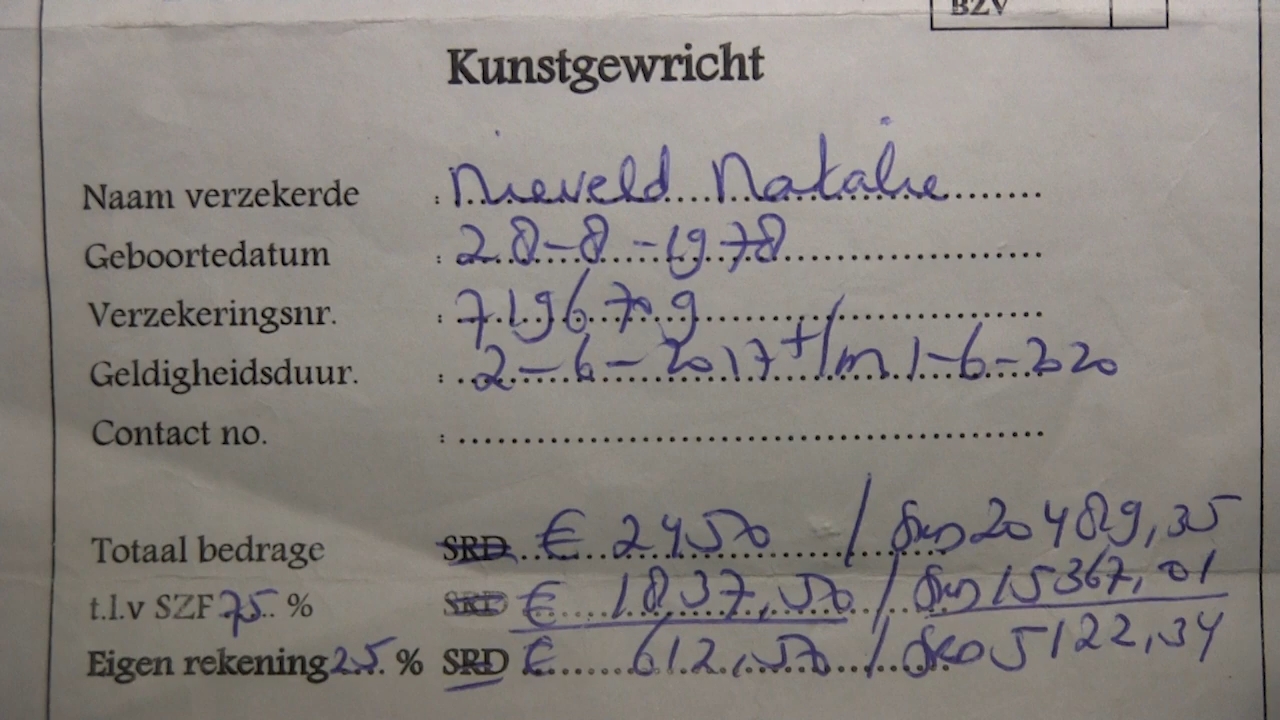 BZV
Kunstgewricht
Naam verzekerde : Nieveld Natalie
Geboortedatum : 28-8-1978
Verzekeringsnr. : 7196709
Geldigheidsduur. : 2-6-2017 t/m 1-6-2020
Contact no. :
Totaal bedrage SRD € 2450 / SRD 20489,35
t.l.v SZF 75 % SRD € 1837,50 / SRD 15367,01
Eigen rekening 25 % SRD € 612,50 / SRD 5122,34